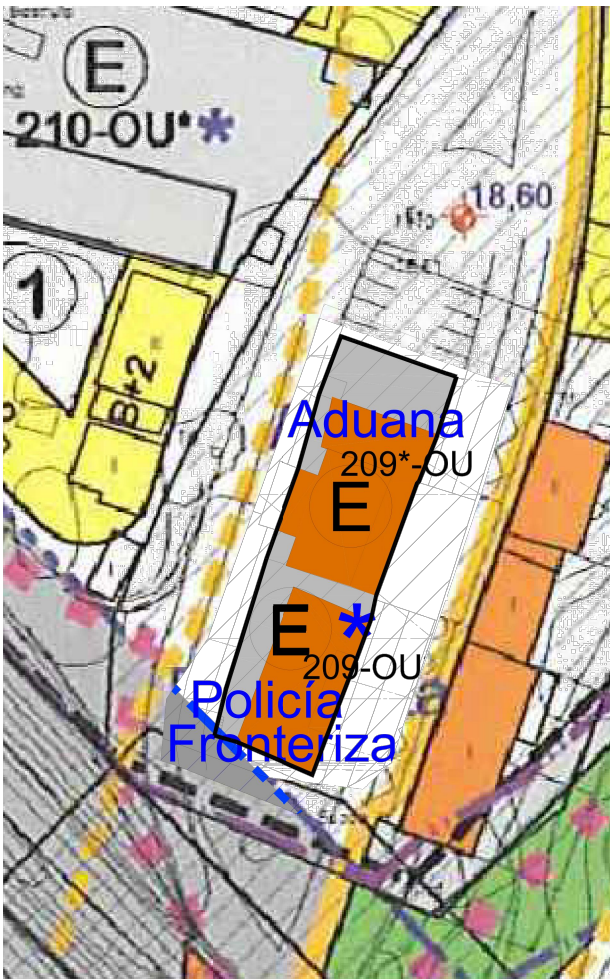 E
210-OU*
*
18,60
1
B+2
Aduana
209*-OU
E
E
*
209-OU
Policía
Fronteriza